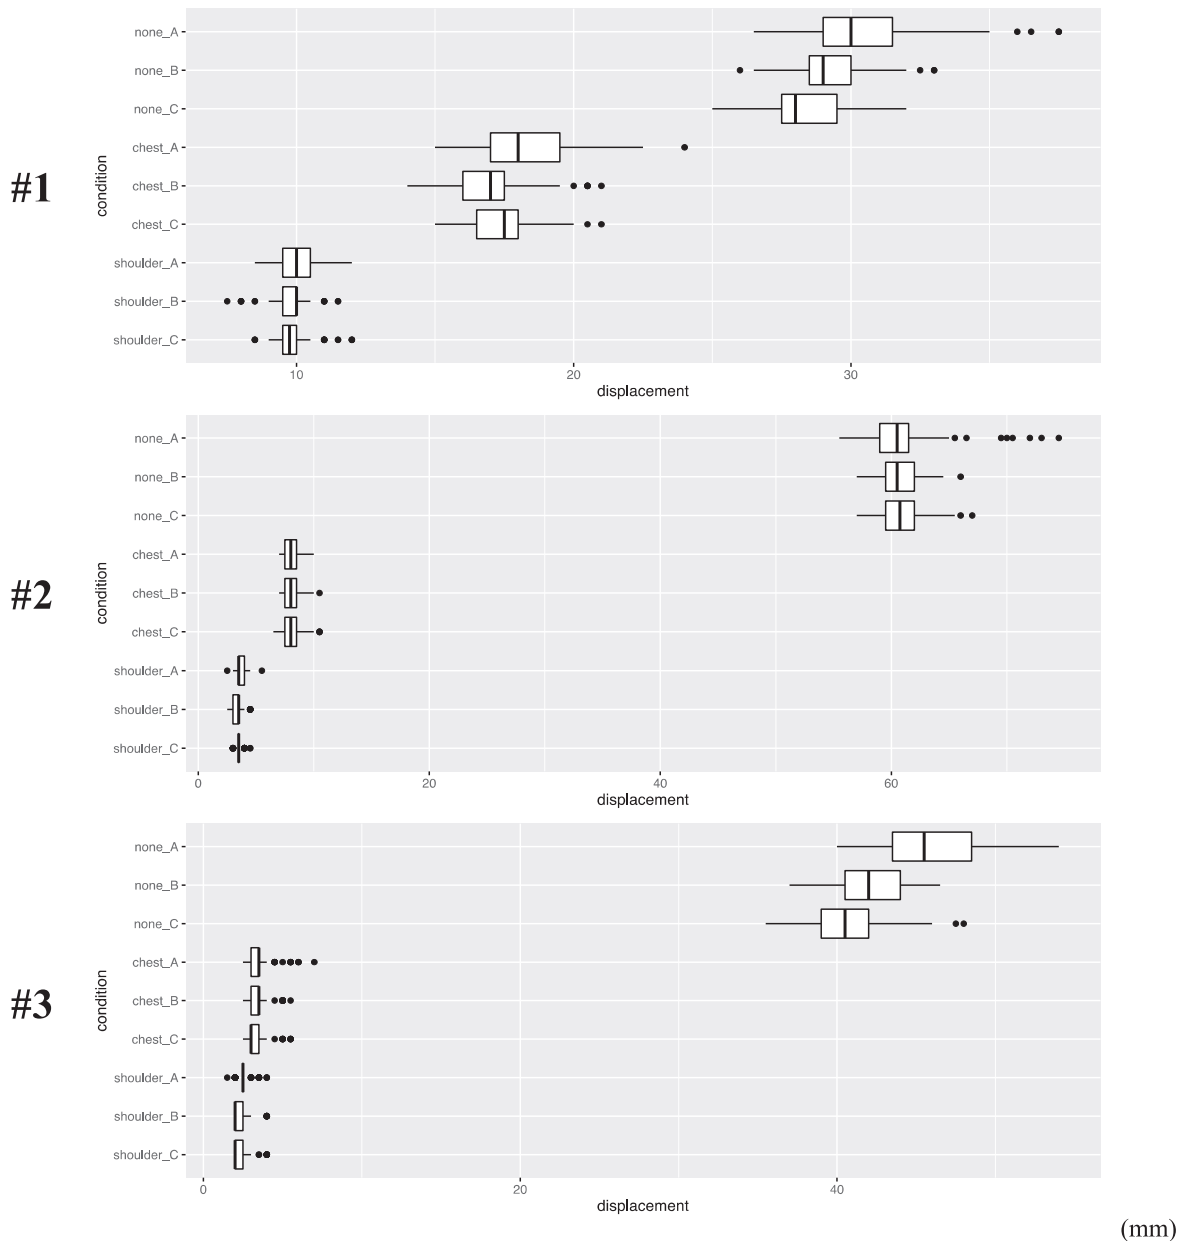 #1
condition
none_A
none_B
none_C
chest_A
chest_B
chest_C
shoulder_A
shoulder_B
shoulder_C
10 20 30
displacement
#2
condition
none_A
none_B
none_C
chest_A
chest_B
chest_C
shoulder_A
shoulder_B
shoulder_C
0 20 40 60
displacement
#3
condition
none_A
none_B
none_C
chest_A
chest_B
chest_C
shoulder_A
shoulder_B
shoulder_C
0 20 40
displacement
(mm)